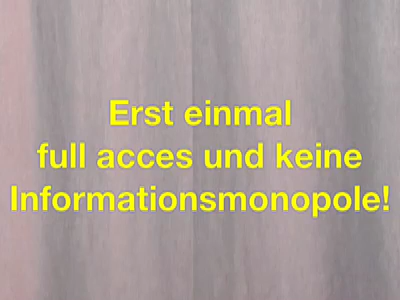 Erst einmal
full acces und keine
Informationsmonopole!